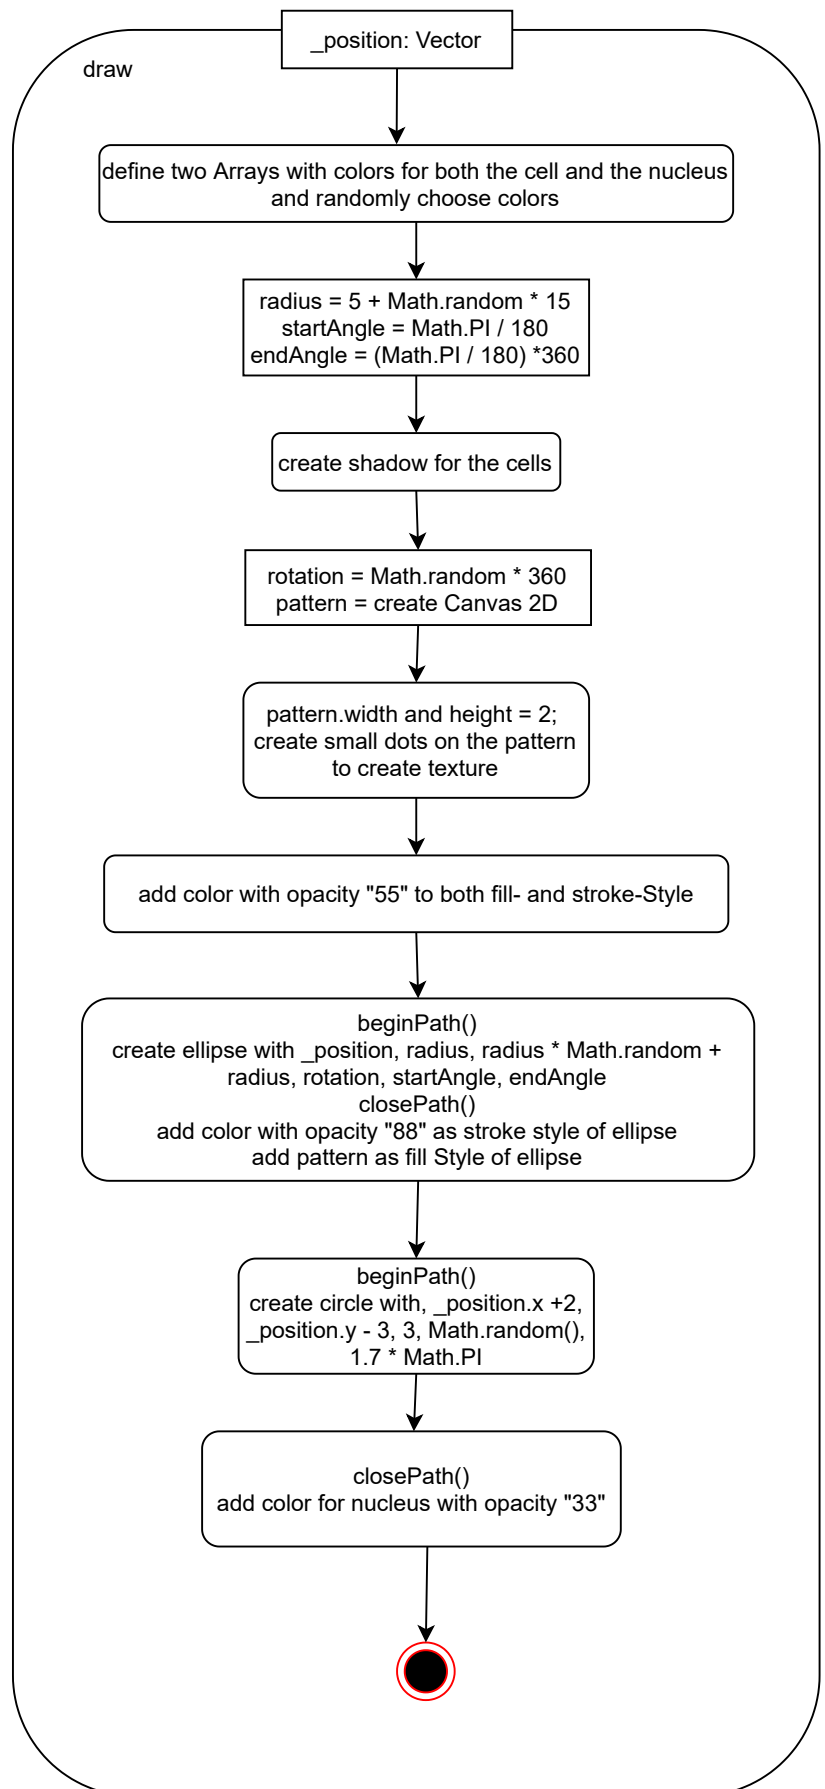 _position: Vector
draw
define two Arrays with colors for both the cell and the nucleus
and randomly choose colors
radius = 5 + Math.random * 15
startAngle = Math.PI / 180
endAngle = (Math.PI / 180) *360
create shadow for the cells
rotation = Math.random * 360
pattern = create Canvas 2D
pattern.width and height = 2;
create small dots on the pattern
to create texture
add color with opacity "55" to both fill- and stroke-Style
beginPath()
create ellipse with _position, radius, radius * Math.random +
radius, rotation, startAngle, endAngle
closePath()
add color with opacity "88" as stroke style of ellipse
add pattern as fill Style of ellipse
beginPath()
create circle with, _position.x +2,
_position.y - 3, 3, Math.random(),
1.7 * Math.PI
closePath()
add color for nucleus with opacity "33"